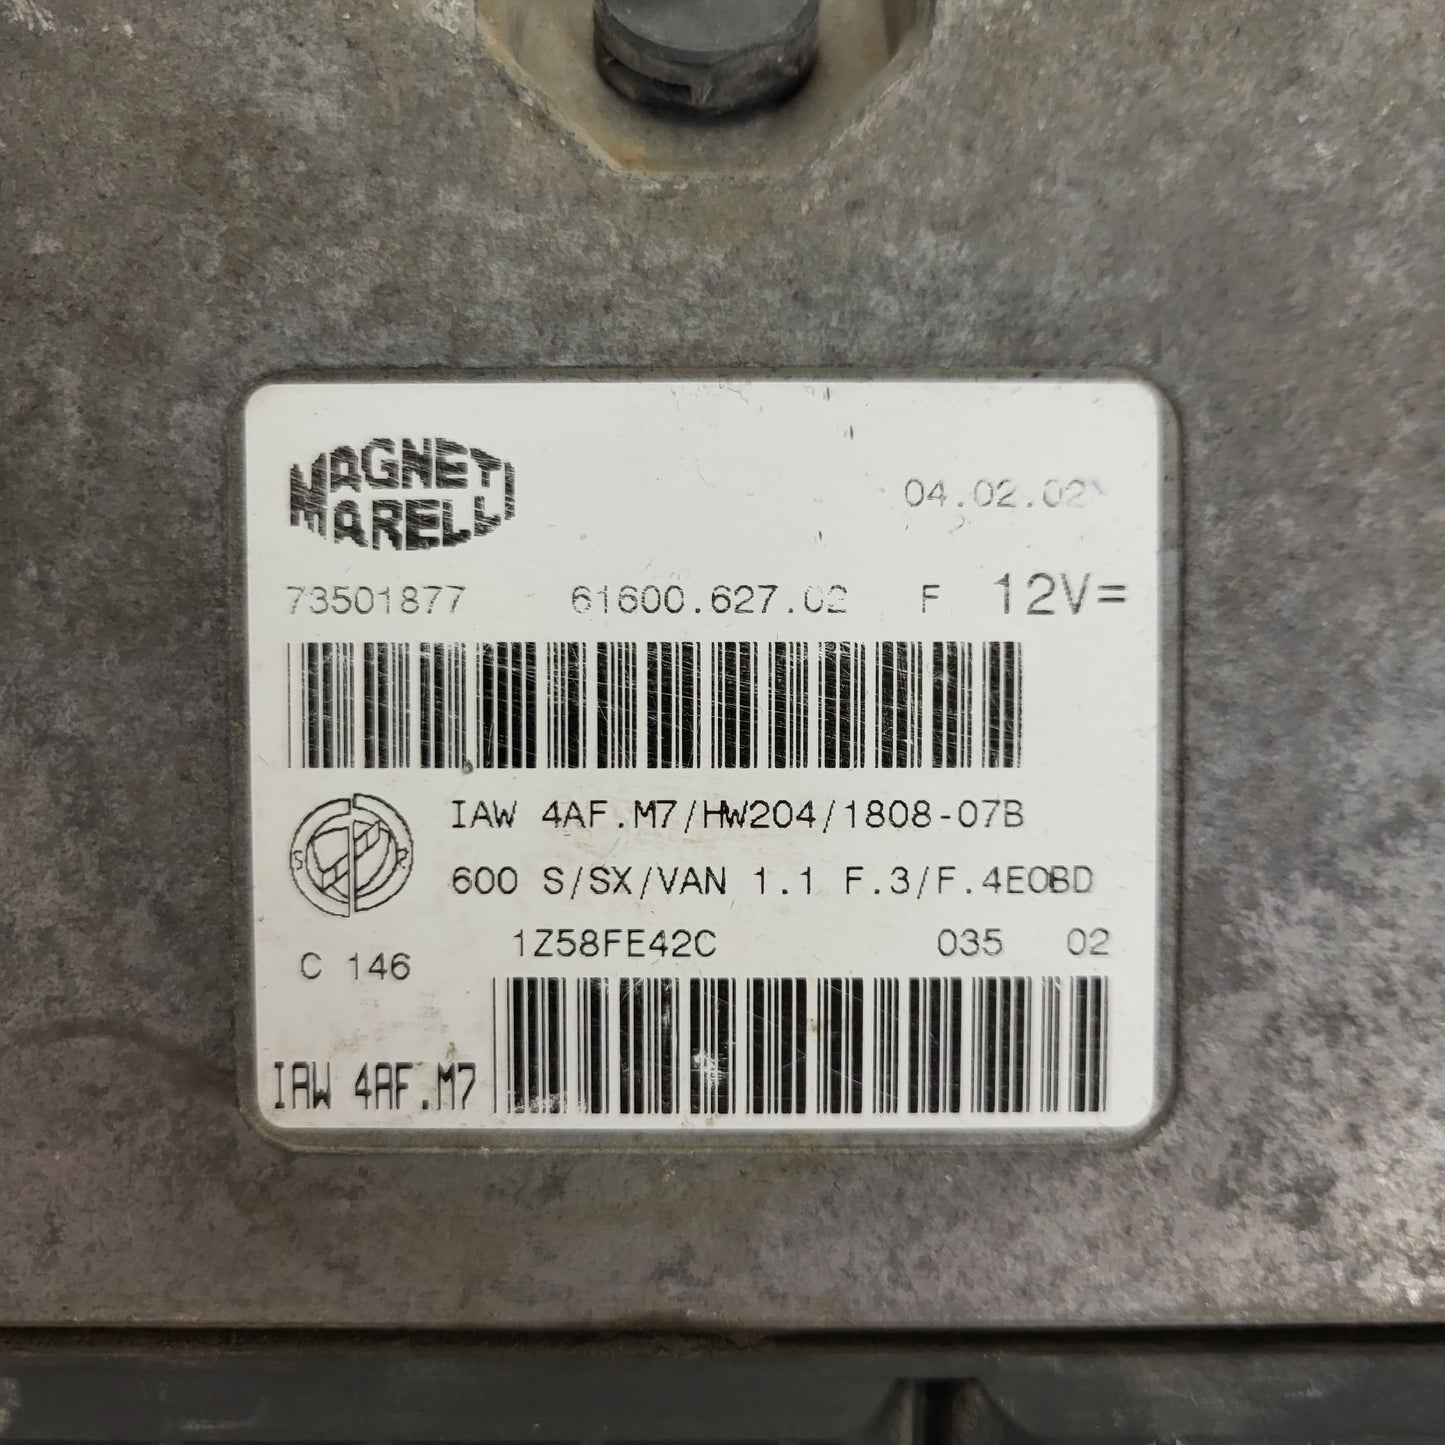 MAGNETI
MARELLI
04.02.02
73501877 61600.627.02 F 12V=
IAW 4AF.M7/HW204/1808-07B
600 S/SX/VAN 1.1 F.3/F.4EOBD
S R
1Z58FE42C 035 02
C 146
IAW 4AF.M7